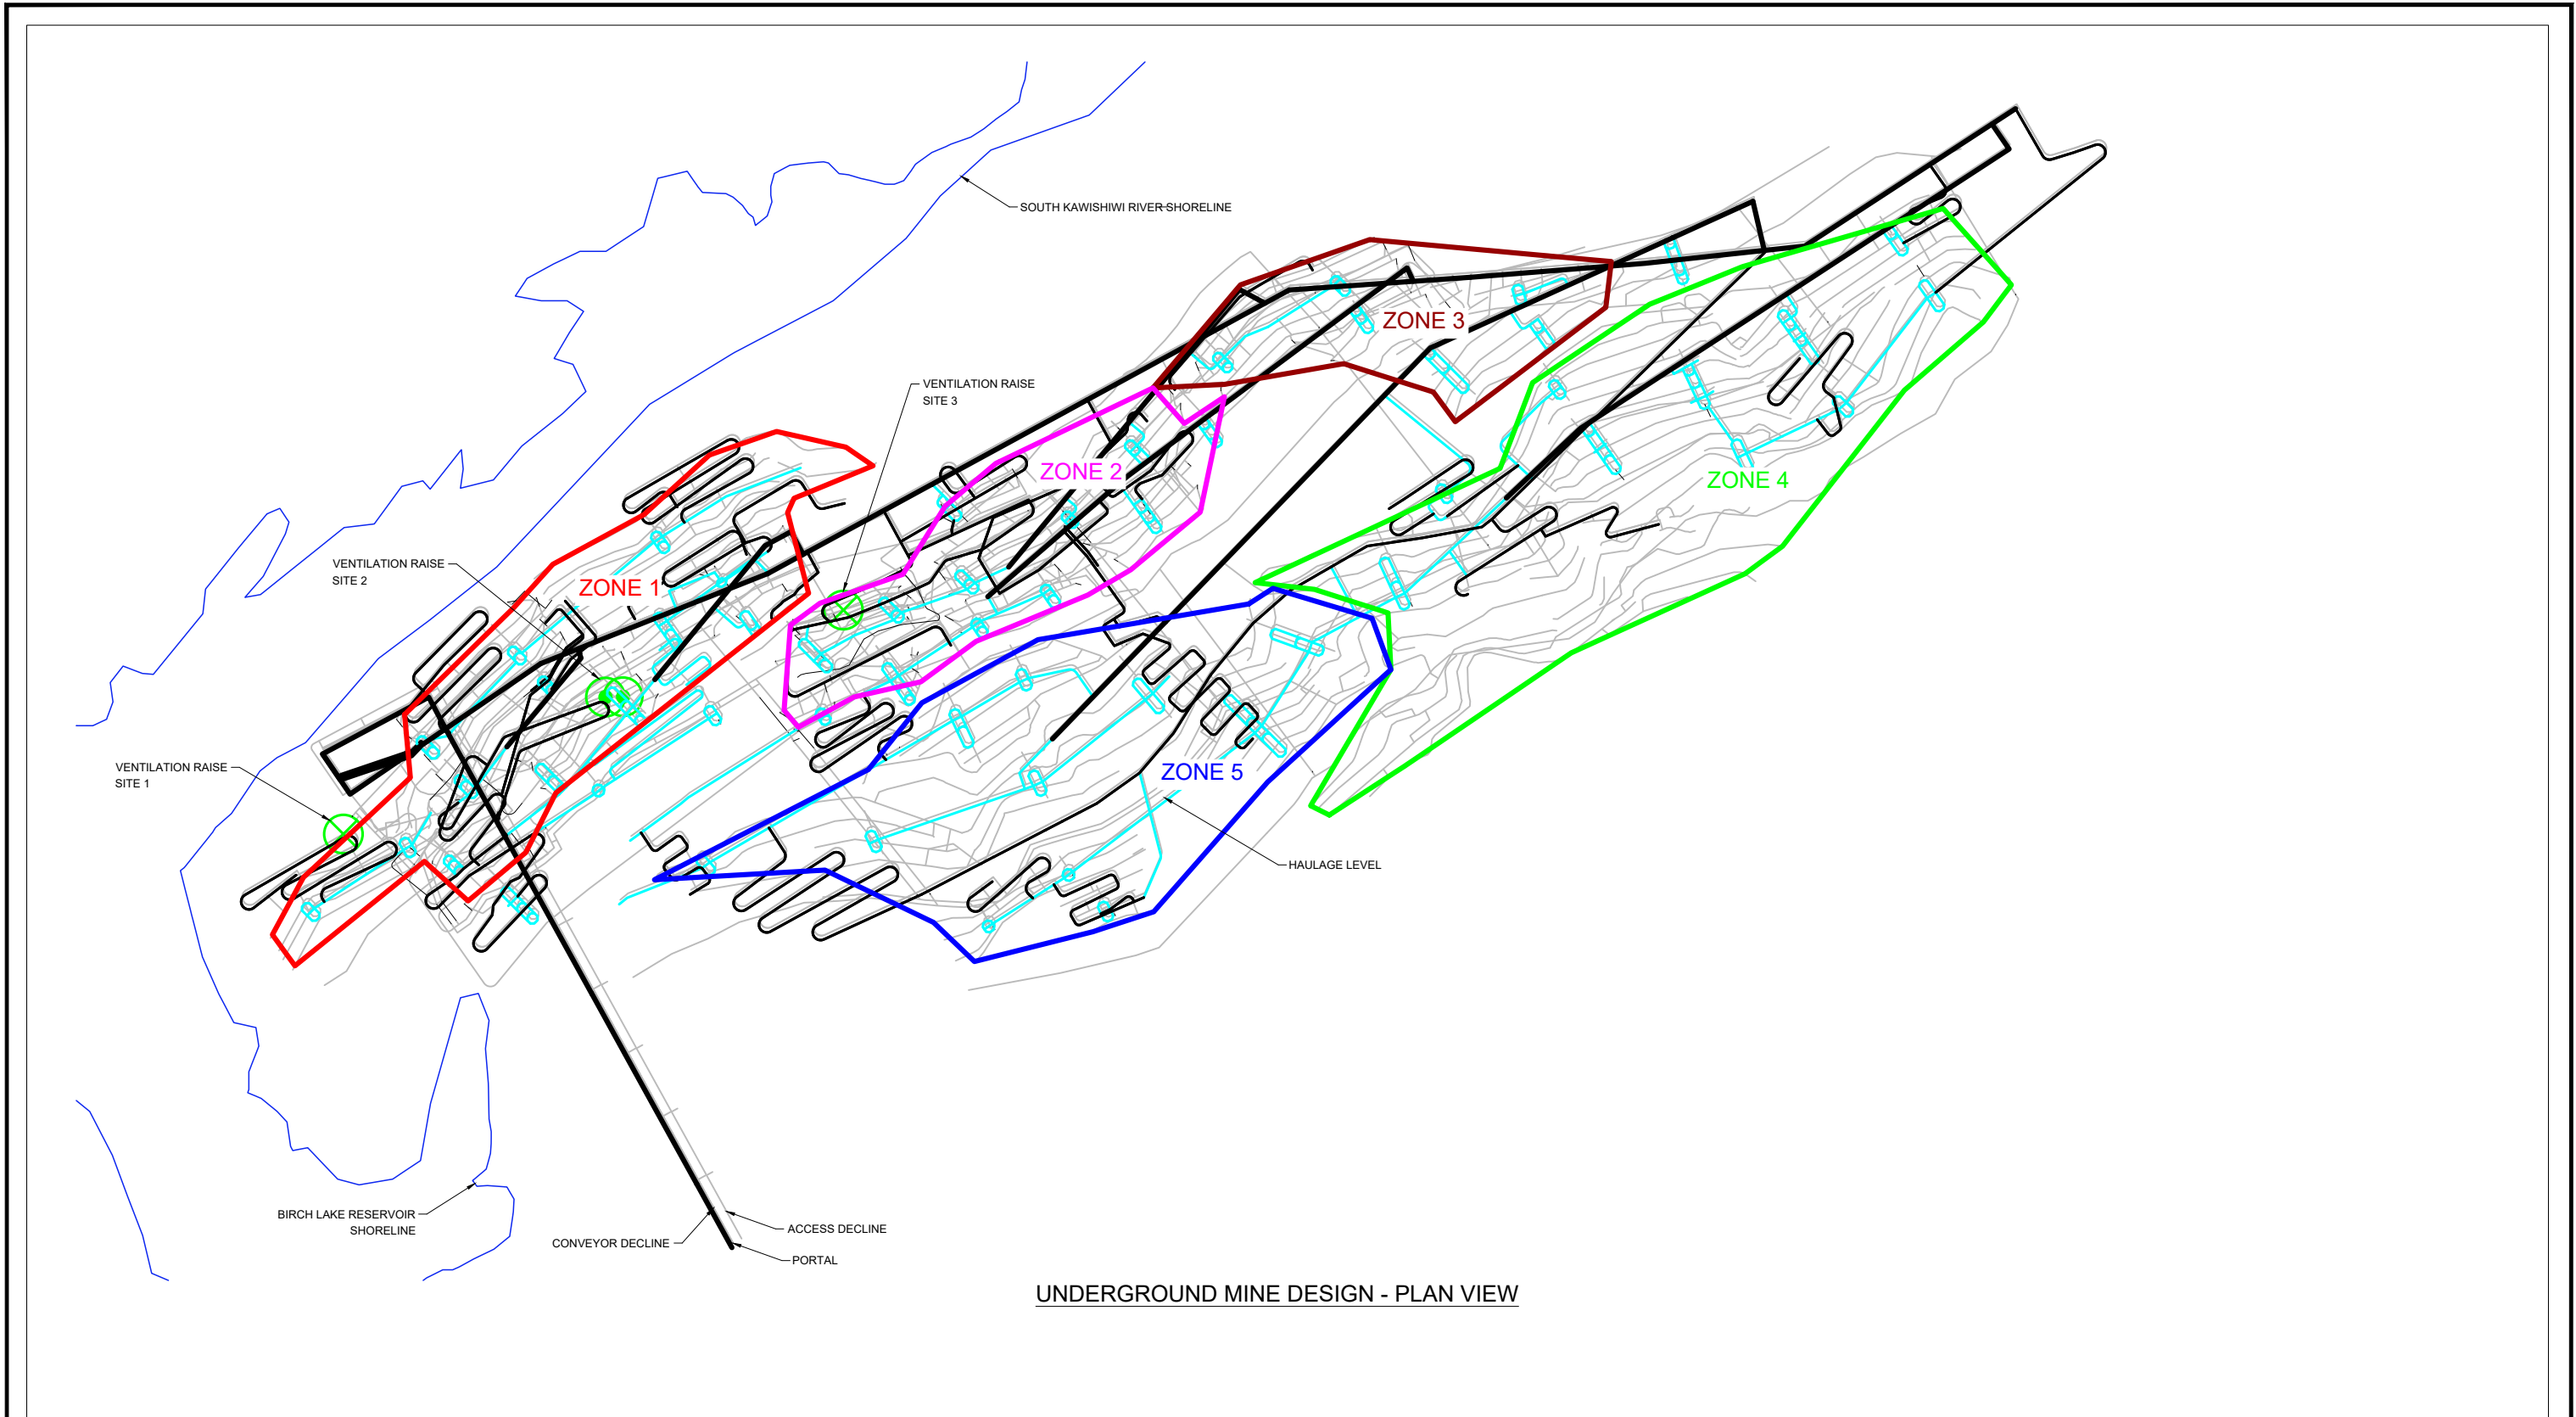 SOUTH KAWISHIWI RIVER SHORELINE
ZONE 3
VENTILATION RAISE
SITE 3
ZONE 2
ZONE 4
VENTILATION RAISE
SITE 2
ZONE 1
VENTILATION RAISE
SITE 1
ZONE 5
HAULAGE LEVEL
BIRCH LAKE RESERVOIR
SHORELINE
ACCESS DECLINE
CONVEYOR DECLINE
PORTAL
UNDERGROUND MINE DESIGN - PLAN VIEW